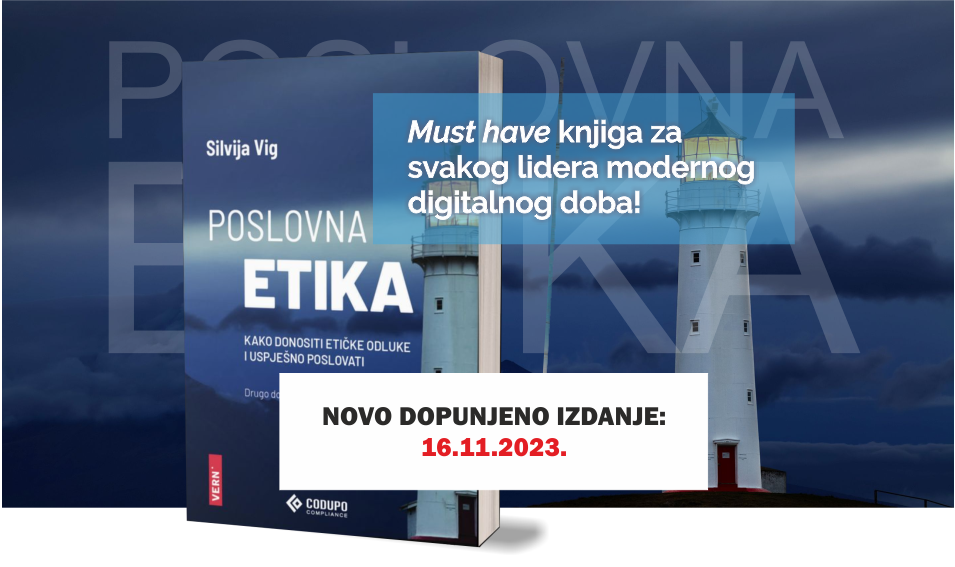 POSLOVNA
ETIKA
Must have knjiga za
svakog lidera modernog
digitalnog doba!
Silvija Vig
POSLOVNA
ETIKA
KAKO DONOSITI ETIČKE ODLUKE
I USPJEŠNO POSLOVATI
Drugo
NOVO DOPUNJENO IZDANJE:
16.11.2023.
VERN'
CODUPO
COMPLIANCE